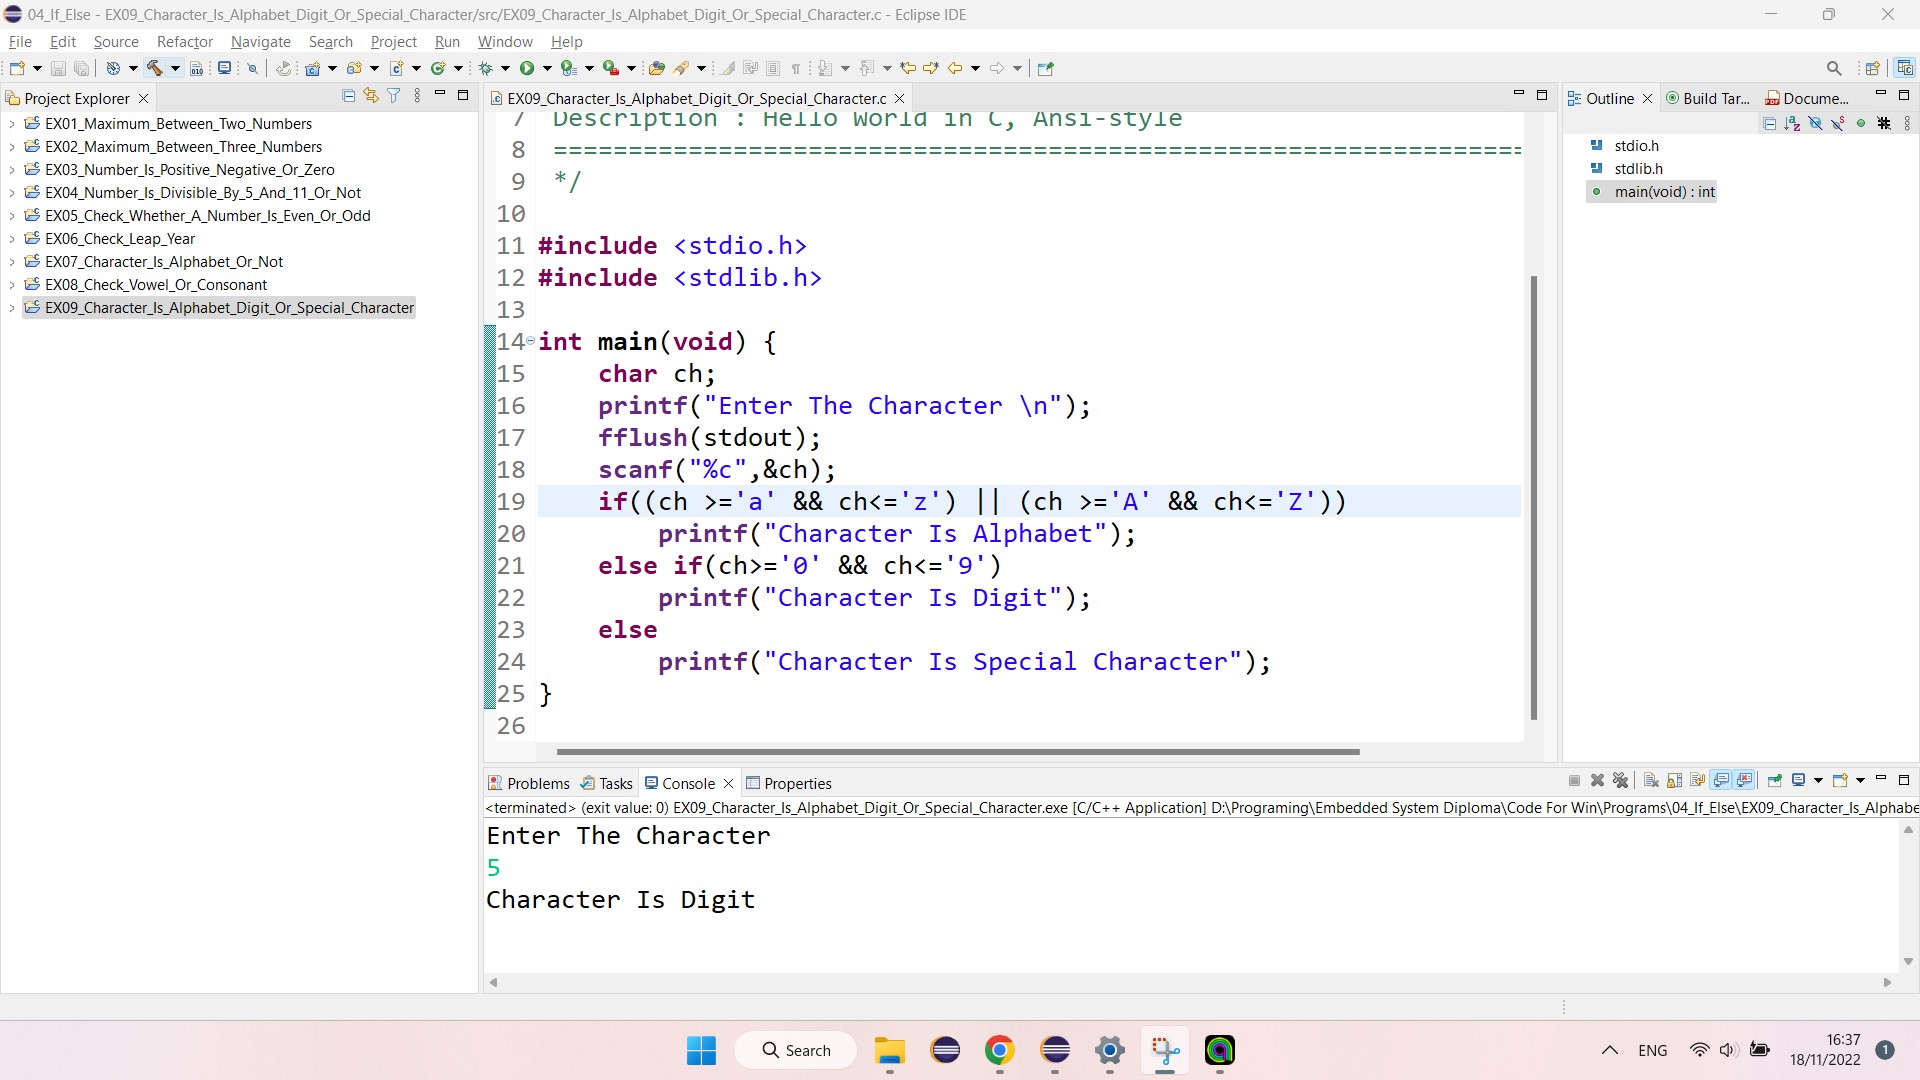 04_If_Else - EX09_Character_Is_Alphabet_Digit_Or_Special_Character/src/EX09_Character_Is_Alphabet_Digit_Or_Special_Character.c - Eclipse IDE
File Edit Source Refactor Navigate Search Project Run Window Help
Project Explorer
EX01_Maximum_Between_Two_Numbers
EX02_Maximum_Between_Three_Numbers
EX03_Number_Is_Positive_Negative_Or_Zero
EX04_Number_Is_Divisible_By_5_And_11_Or_Not
EX05_Check_Whether_A_Number_Is_Even_Or_Odd
EX06_Check_Leap_Year
EX07_Character_Is_Alphabet_Or_Not
EX08_Check_Vowel_Or_Consonant
EX09_Character_Is_Alphabet_Digit_Or_Special_Character
EX09_Character_Is_Alphabet_Digit_Or_Special_Character.c
7 Description : Hello World in C, Ansi-style
8 =================================================================
9 */
10
11 #include <stdio.h>
12 #include <stdlib.h>
13
14 int main(void) {
15 char ch;
16 printf("Enter The Character \n");
17 fflush(stdout);
18 scanf("%c",&ch);
19 if((ch >='a' && ch<='z') || (ch >='A' && ch<='Z'))
20 printf("Character Is Alphabet");
21 else if(ch>='0' && ch<='9')
22 printf("Character Is Digit");
23 else
24 printf("Character Is Special Character");
25 }
26
Outline Build Tar... Docume...
stdio.h
stdlib.h
main(void) : int
Problems Tasks Console Properties
<terminated> (exit value: 0) EX09_Character_Is_Alphabet_Digit_Or_Special_Character.exe [C/C++ Application] D:\Programing\Embedded System Diploma\Code For Win\Programs\04_If_Else\EX09_Character_Is_Alphabe
Enter The Character
5
Character Is Digit
Search
ENG
16:37
18/11/2022
1